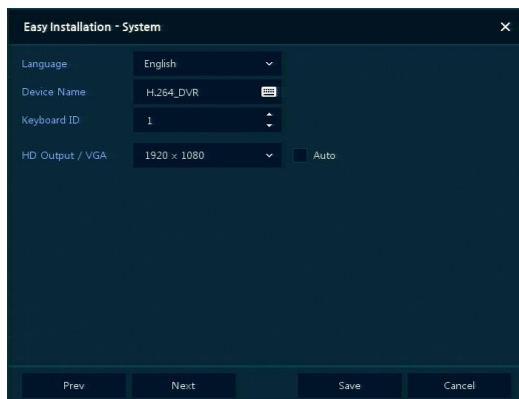 Easy Installation - System
Language English
Device Name H.264_DVR
Keyboard ID 1
HD Output / VGA 1920 × 1080 Auto
Prev Next Save Cancel